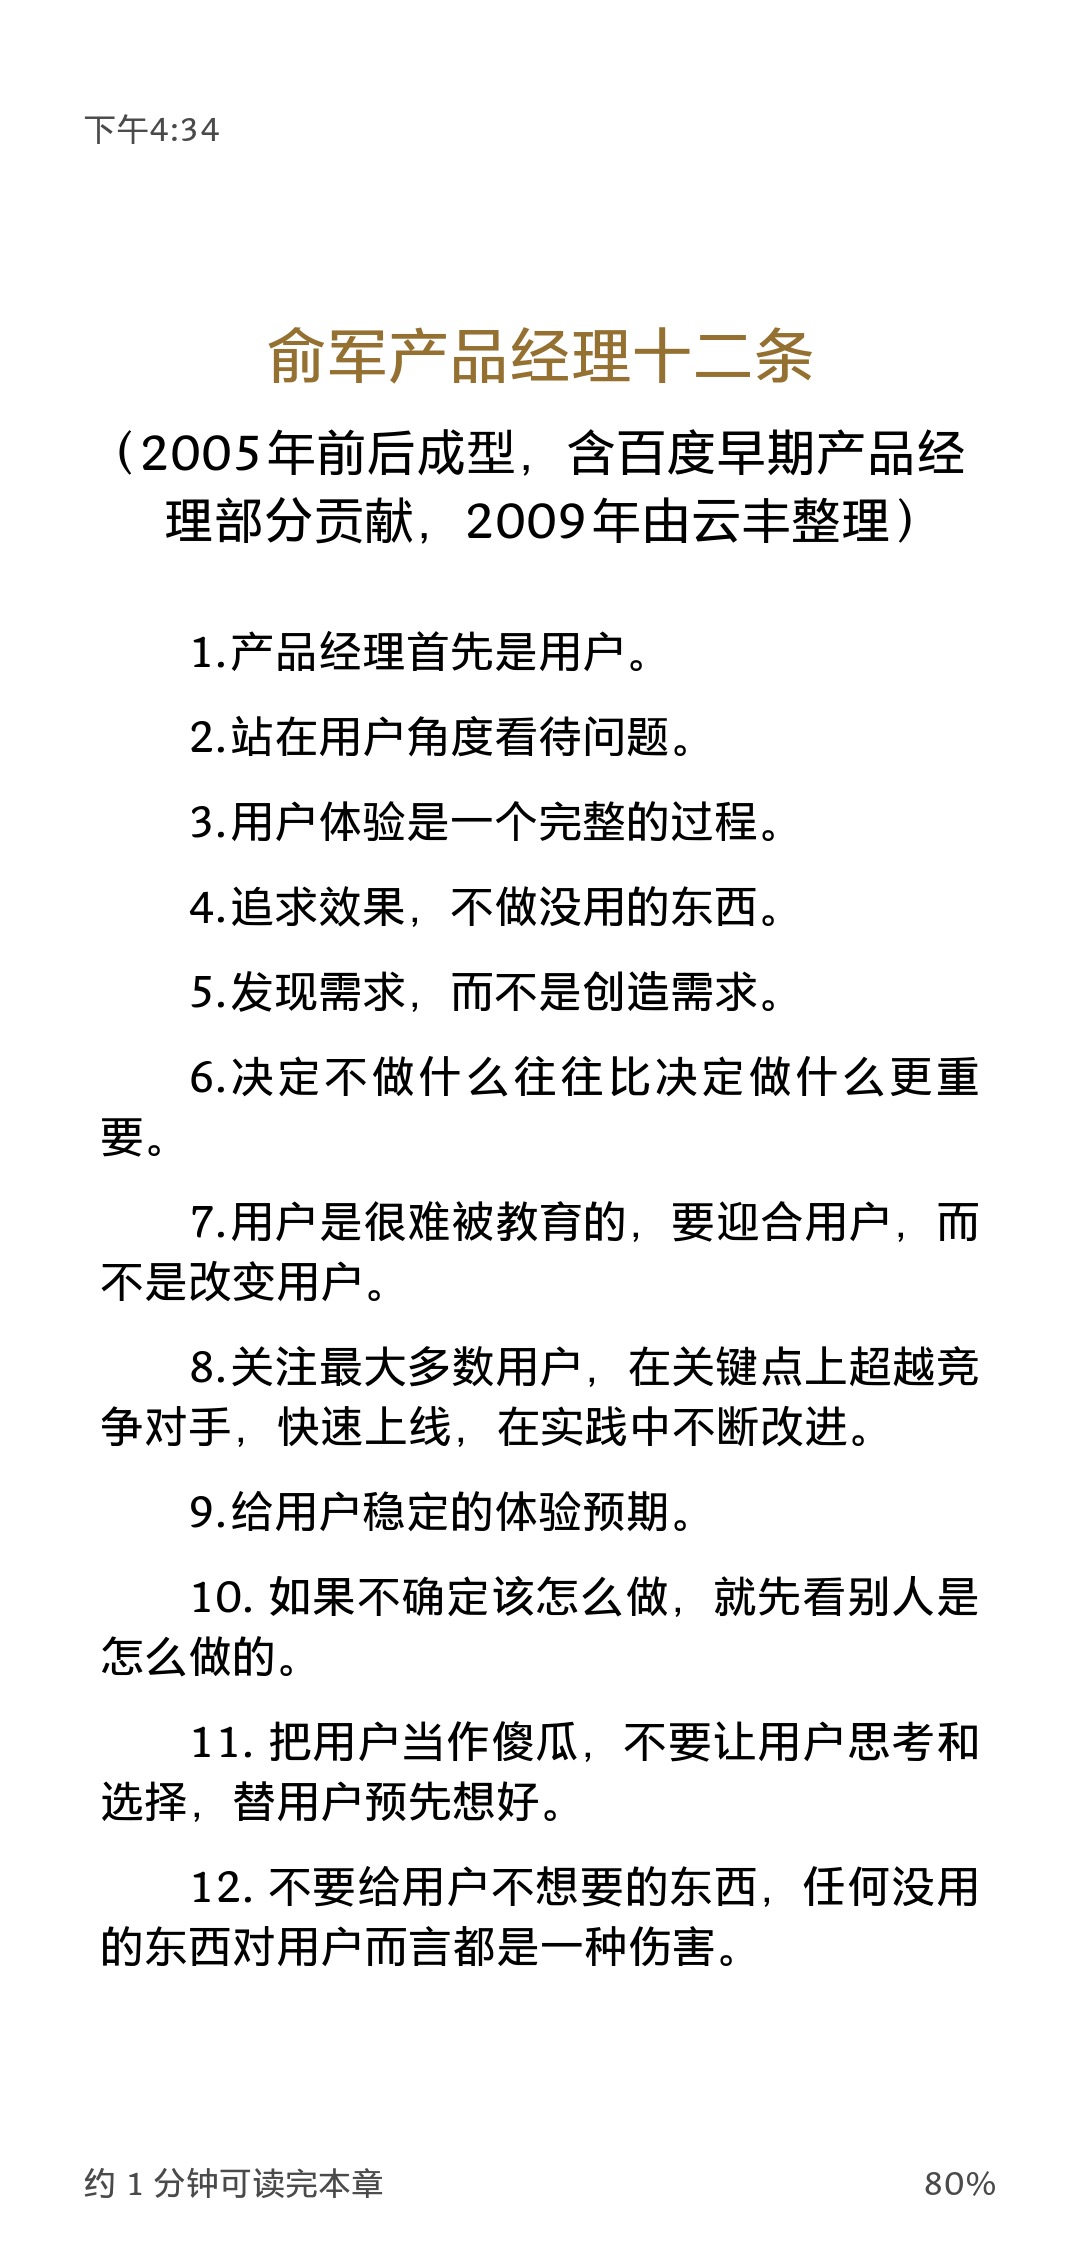 下午4:34
俞军产品经理十二条
（2005年前后成型，含百度早期产品经
理部分贡献，2009年由云丰整理）
1.产品经理首先是用户。
2.站在用户角度看待问题。
3.用户体验是一个完整的过程。
4.追求效果，不做没用的东西。
5.发现需求，而不是创造需求。
6.决定不做什么往往比决定做什么更重
要。
7.用户是很难被教育的，要迎合用户，而
不是改变用户。
8.关注最大多数用户，在关键点上超越竞
争对手，快速上线，在实践中不断改进。
9.给用户稳定的体验预期。
10. 如果不确定该怎么做，就先看别人是
怎么做的。
11. 把用户当作傻瓜，不要让用户思考和
选择，替用户预先想好。
12. 不要给用户不想要的东西，任何没用
的东西对用户而言都是一种伤害。
约 1 分钟可读完本章
80%